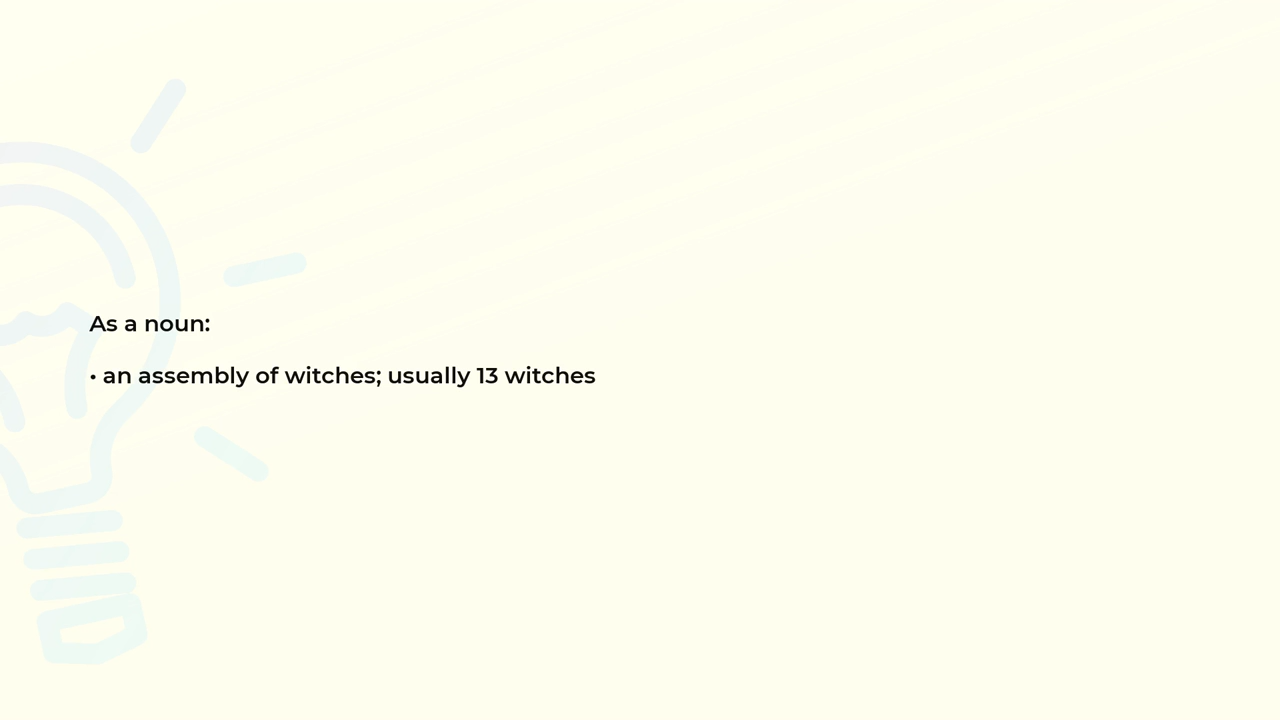 As a noun:
• an assembly of witches; usually 13 witches